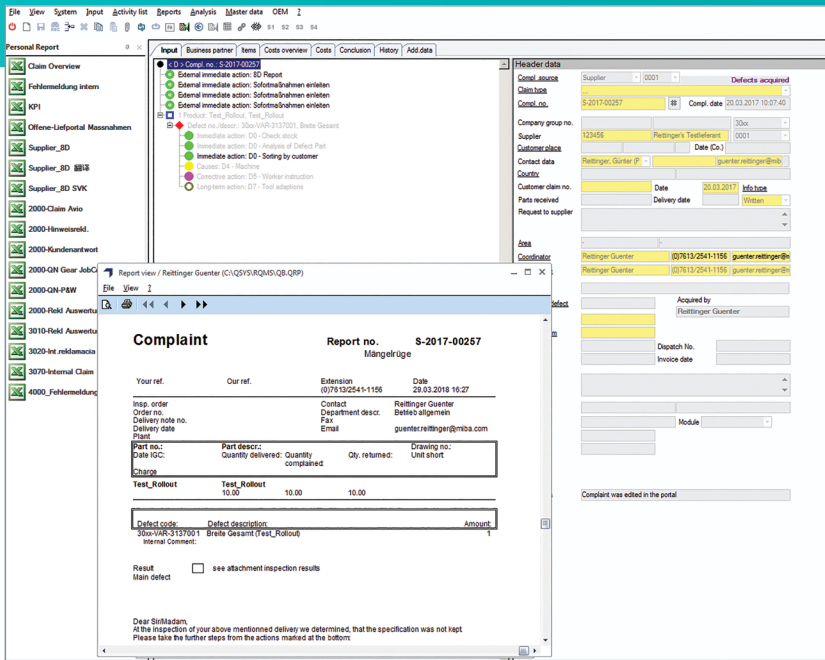 File View System Input Activity list Reports Analysis Master data OEM ?
S1 S2 S3 S4
Personal Report
Claim Overview
Fehlermeldung intern
KPI
Offene-Liefportal Massnahmen
Supplier_8D
Supplier_8D 翻译
Supplier_8D SVK
2000-Claim Avio
2000-Hinweisreld.
2000-Kundenantwort
2000-QN Gear JobC
2000-QN-P&W
2000-Rekl Auswertu
3010-Rekl Auswertu
3020-Int.reklamacia
3070-Internal Claim
4000_Fehlermeldung
Input Business partner Items Costs overview Costs Conclusion History Add.data
< D > Compl. no.: S-2017-00257
External immediate action: 8D Report
External immediate action: Sofortmaßnahmen einleiten
External immediate action: Sofortmaßnahmen einleiten
External immediate action: Sofortmaßnahmen einleiten
1 Product: Test_Rollout, Test_Rollout
Defect no./descr.: 30xx-VAR-3137001, Breite Gesamt
Immediate action: D0 - Check stock
Immediate action: D0 - Analysis of Defect Part
Immediate action: D0 - Sorting by customer
Causes: D4 - Machine
Corrective action: D5 - Worker instruction
Long-term action: D7 - Tool adaptions
Header data
Compl. source Supplier 0001 Defects acquired
Claim type ...
Compl. no. S-2017-00257 # Compl. date 20.03.2017 10:07:40
Company group no. 30xx
Supplier 123456 Reitinger's Testlieferant 0001
Customer place Date (Co.)
Contact data Reitinger, Günter (P guenter.reitinger@mib
Country
Customer claim no. Date 20.03.2017 Info type
Parts received Delivery date Written
Request to supplier
Area - -
Coordinator Reittinger Guenter (0)7613/2541-1156 guenter.reittinger@n
Reittinger Guenter (0)7613/2541-1156 guenter.reittinger@n
defect Acquired by
Reittinger Guenter
Dispatch No.
Invoice date
Module
Complaint was edited in the portal
Report view / Reittinger Guenter (C:\QSYS\RQMS\QB.QRP)
File View ?
Complaint Report no. S-2017-00257
Mängelrüge
Your ref. Our ref. Extension Date
(0)7613/2541-1156 29.03.2018 16:27
Insp. order Contact Reittinger Guenter
Order no. Department descr. Betrieb allgemein
Delivery note no. Fax
Delivery date Email guenter.reittinger@miba.com
Plant
Part no.: Part descr.: Drawing no.:
Date IGC: Quantity delivered: Quantity complained: Qty. returned: Unit short
Charge
Test_Rollout Test_Rollout
10.00 10.00 10.00
Defect code: Defect description: Amount:
30xx-VAR-3137001 Breite Gesamt (Test_Rollout) 1
Internal Comment:
Result see attachment inspection results
Main defect
Dear Sir/Madam,
At the inspection of your above mentionned delivery we determined, that the specification was not kept
Please take the further steps from the actions marked at the bottom: